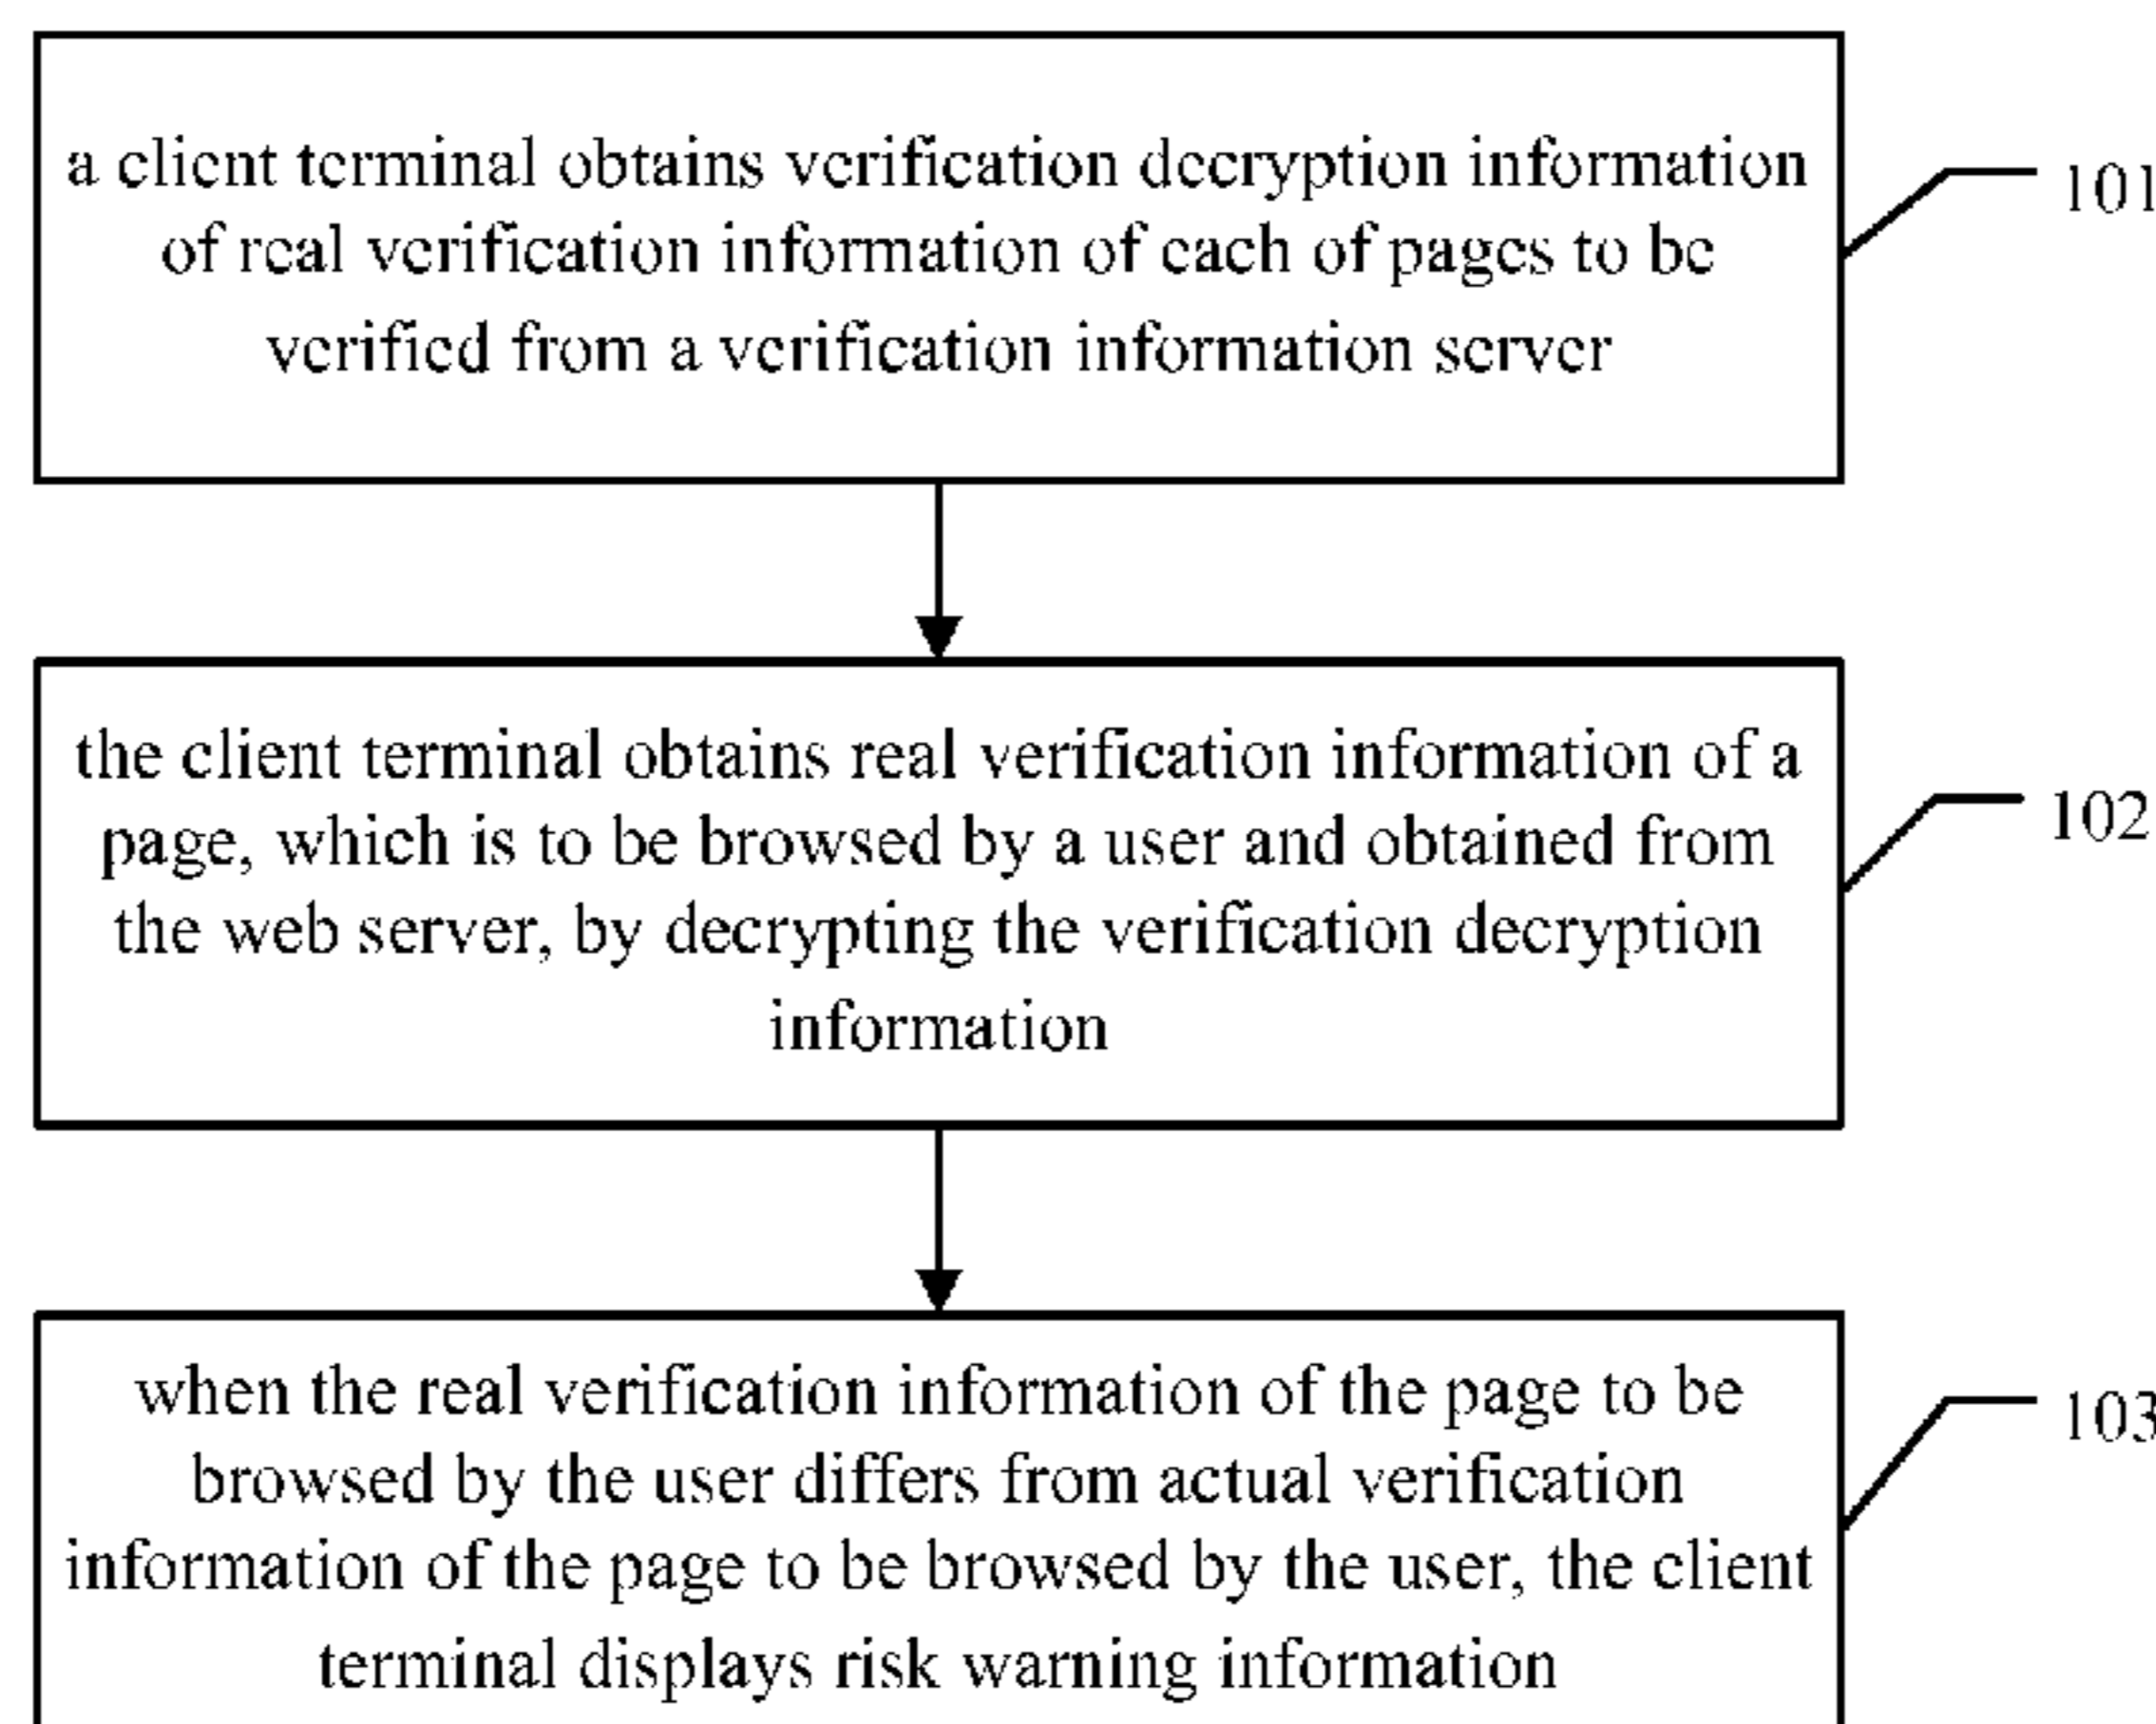 a client terminal obtains verification decryption information
of real verification information of each of pages to be
verified from a verification information server
101
the client terminal obtains real verification information of a
page, which is to be browsed by a user and obtained from
the web server, by decrypting the verification decryption
information
102
when the real verification information of the page to be
browsed by the user differs from actual verification
information of the page to be browsed by the user, the client
terminal displays risk warning information
103